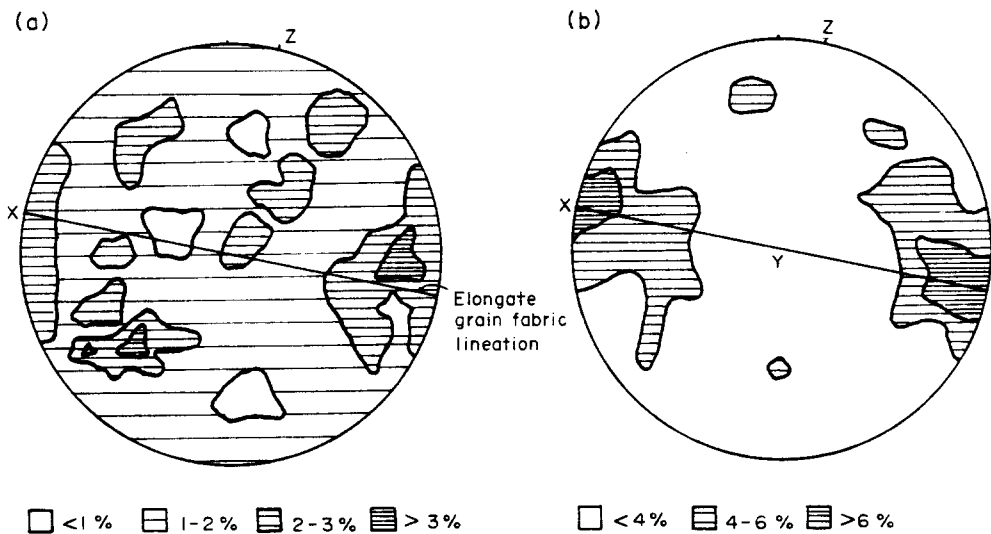 (a)
Z
X
Elongate
grain fabric
lineation
<1 %
1-2 %
2-3 %
> 3 %
(b)
Z
X
Y
<4 %
4-6 %
>6 %